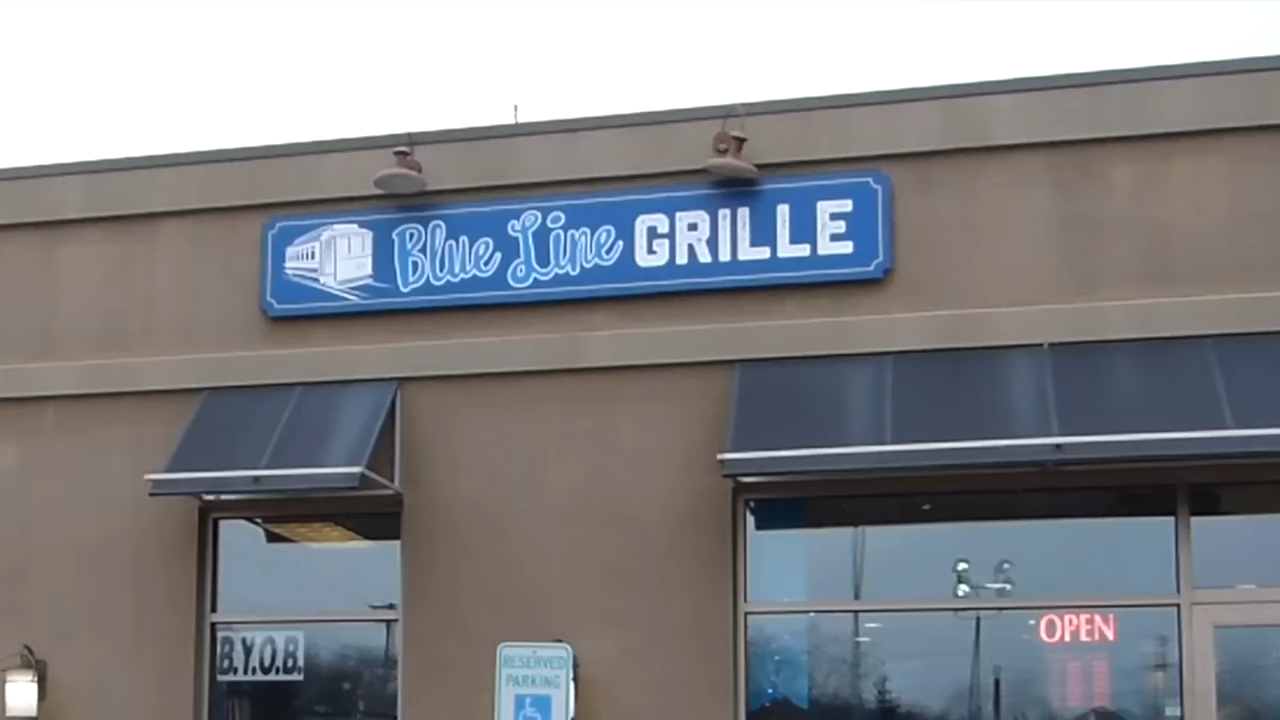 Blue Line GRILLE
OPEN
B.Y.O.B.
RESERVED
PARKING